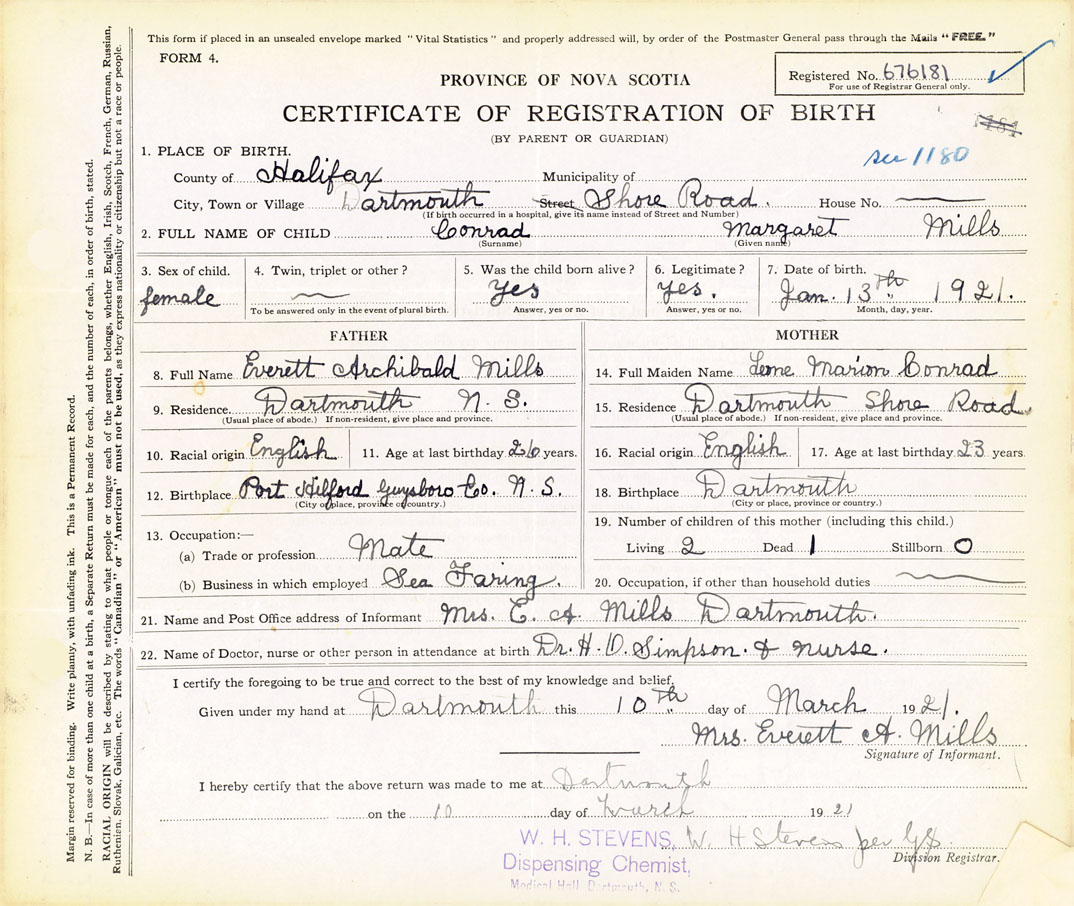 This form if placed in an unsealed envelope marked "Vital Statistics" and properly addressed will, by order of the Postmaster General pass through the Mails "FREE."
FORM 4.
Registered No. 676181
For use of Registrar General only.
PROVINCE OF NOVA SCOTIA
CERTIFICATE OF REGISTRATION OF BIRTH
(BY PARENT OR GUARDIAN)
see 1180
1. PLACE OF BIRTH.
County of Halifax Municipality of
City, Town or Village Dartmouth Street Shore Road. House No.
(If birth occurred in a hospital, give its name instead of Street and Number)
2. FULL NAME OF CHILD Conrad Margaret Mills
(Surname) (Given name)
3. Sex of child. 4. Twin, triplet or other? 5. Was the child born alive? 6. Legitimate? 7. Date of birth.
female — Yes Yes. Jan. 13th 1921.
To be answered only in the event of plural birth. Answer, yes or no. Answer, yes or no. Month, day, year.
FATHER
8. Full Name Everett Archibald Mills
9. Residence. Dartmouth N. S.
(Usual place of abode.) If non-resident, give place and province.
10. Racial origin English 11. Age at last birthday 26 years.
12. Birthplace Port Hilford Guysboro Co. N. S.
(City or place, province or country.)
13. Occupation:—
(a) Trade or profession Mate
(b) Business in which employed Sea Faring.
MOTHER
14. Full Maiden Name Marion Conrad
15. Residence Dartmouth Shore Road.
(Usual place of abode.) If non-resident, give place and province.
16. Racial origin English 17. Age at last birthday 23 years
18. Birthplace Dartmouth
(City or place, province or country.)
19. Number of children of this mother (including this child.)
Living 2 Dead 1 Stillborn 0
20. Occupation, if other than household duties
21. Name and Post Office address of Informant Mrs. E. A. Mills Dartmouth.
22. Name of Doctor, nurse or other person in attendance at birth Dr. H. O. Simpson. & nurse.
I certify the foregoing to be true and correct to the best of my knowledge and belief.
Given under my hand at Dartmouth this 10th day of March 1921.
Mrs. Everett A. Mills
Signature of Informant.
I hereby certify that the above return was made to me at Dartmouth
on the 10 day of March 1921
W. H. STEVENS, W. H Stevens per
Dispensing Chemist, Division Registrar.
Medical Hall Dartmouth, N. S.
Margin reserved for binding. Write plainly, with unfading ink. This is a Permanent Record.
N. B.—In case of more than one child at a birth, a Separate Return must be made for each, and the number of each, in order of birth, stated.
RACIAL ORIGIN will be described by stating to what people or tongue each of the parents belongs, whether English, Irish, Scotch, French, German, Russian,
Ruthenian, Slovak, Galician, etc. The words "Canadian" or "American" must not be used, as they express nationality or citizenship but not a race or people.